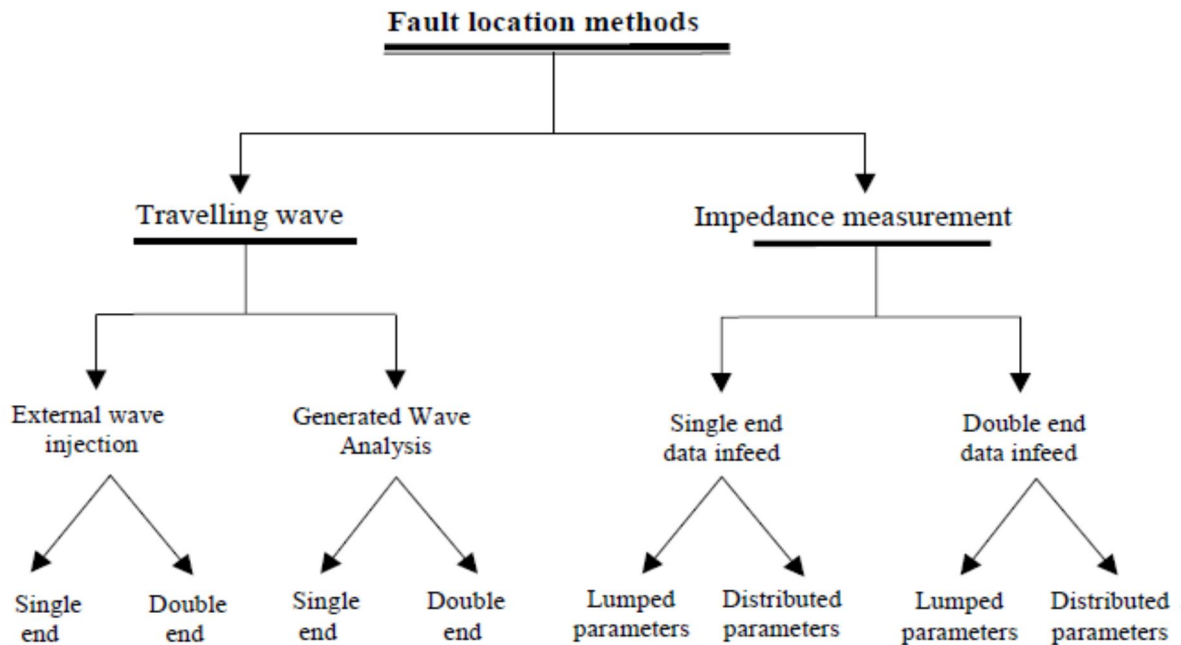 Fault location methods
Travelling wave
Impedance measurement
External wave
injection
Generated Wave
Analysis
Single end
data infeed
Double end
data infeed
Single
end
Double
end
Single
end
Double
end
Lumped
parameters
Distributed
parameters
Lumped
parameters
Distributed
parameters